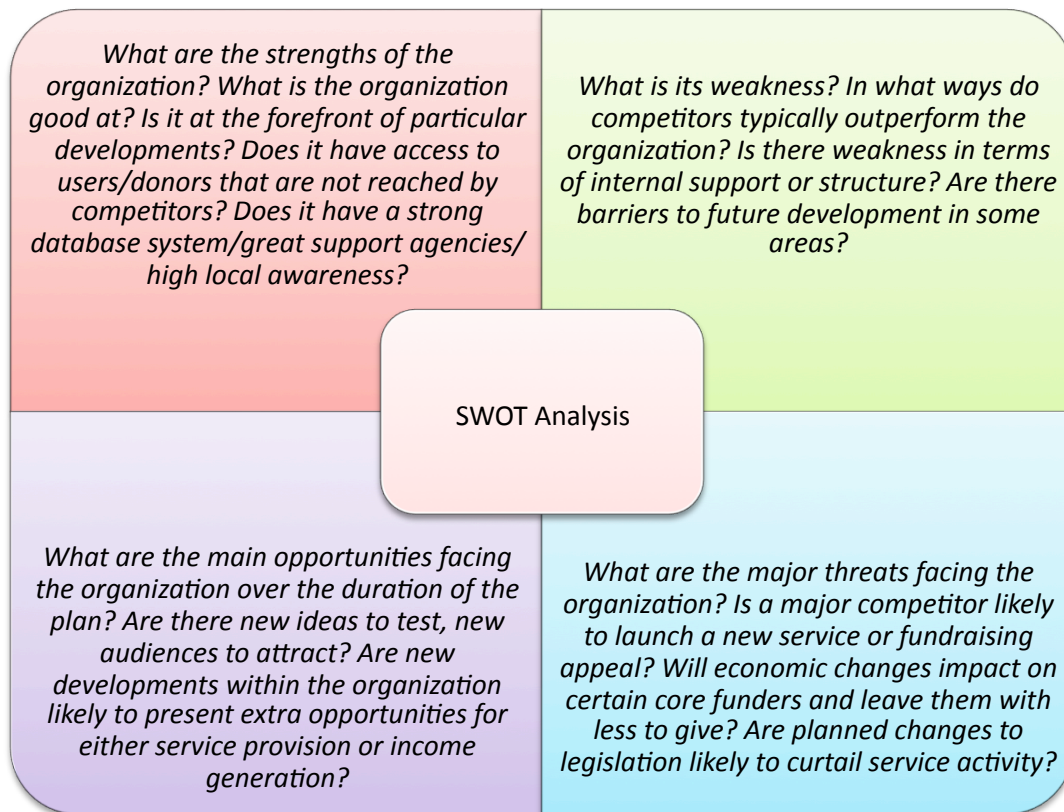 What are the strengths of the
organization? What is the organization
good at? Is it at the forefront of particular
developments? Does it have access to
users/donors that are not reached by
competitors? Does it have a strong
database system/great support agencies/
high local awareness?
What is its weakness? In what ways do
competitors typically outperform the
organization? Is there weakness in terms
of internal support or structure? Are there
barriers to future development in some
areas?
SWOT Analysis
What are the main opportunities facing
the organization over the duration of the
plan? Are there new ideas to test, new
audiences to attract? Are new
developments within the organization
likely to present extra opportunities for
either service provision or income
generation?
What are the major threats facing the
organization? Is a major competitor likely
to launch a new service or fundraising
appeal? Will economic changes impact on
certain core funders and leave them with
less to give? Are planned changes to
legislation likely to curtail service activity?